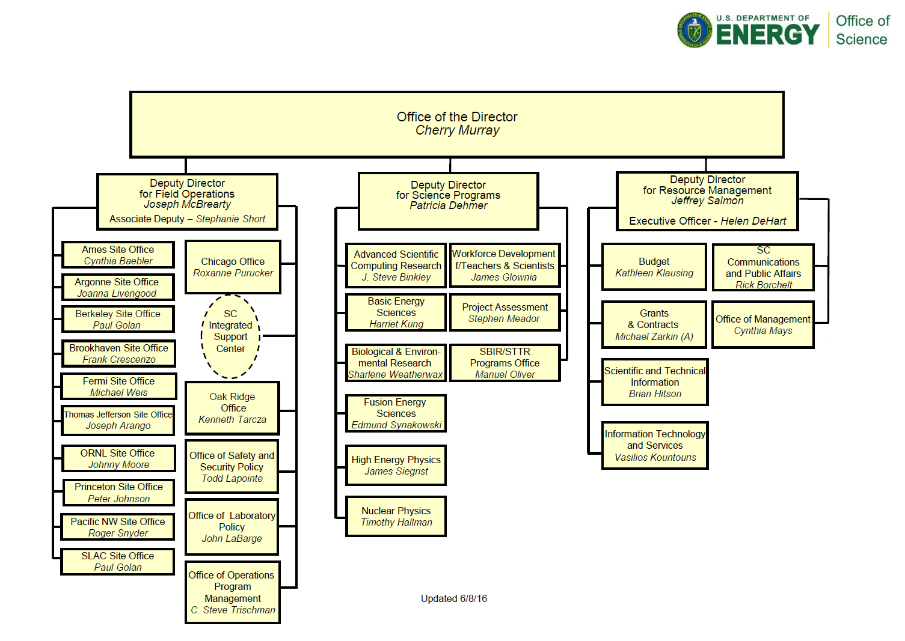 U.S. DEPARTMENT OF
ENERGY
Office of
Science
Office of the Director
Cherry Murray
Deputy Director
for Field Operations
Joseph McBrearty
Associate Deputy – Stephanie Short
Ames Site Office
Cynthia Baebler
Argonne Site Office
Joanna Livengood
Berkeley Site Office
Paul Golan
Brookhaven Site Office
Frank Crescenzo
Fermi Site Office
Michael Weis
Thomas Jefferson Site Office
Joseph Arango
ORNL Site Office
Johnny Moore
Princeton Site Office
Peter Johnson
Pacific NW Site Office
Roger Snyder
SLAC Site Office
Paul Golan
Chicago Office
Roxanne Purucker
SC
Integrated
Support
Center
Oak Ridge
Office
Kenneth Tarcza
Office of Safety and
Security Policy
Todd Lapointe
Office of Laboratory
Policy
John LaBarge
Office of Operations
Program
Management
C. Steve Trischman
Deputy Director
for Science Programs
Patricia Dehmer
Advanced Scientific
Computing Research
J. Steve Binkley
Basic Energy
Sciences
Harriet Kung
Biological & Environ-
mental Research
Sharlene Weatherwax
Fusion Energy
Sciences
Edmund Synakowski
High Energy Physics
James Siegrist
Nuclear Physics
Timothy Hallman
Workforce Development
f/Teachers & Scientists
James Glownia
Project Assessment
Stephen Meador
SBIR/STTR
Programs Office
Manuel Oliver
Deputy Director
for Resource Management
Jeffrey Salmon
Executive Officer - Helen DeHart
Budget
Kathleen Klausing
Grants
& Contracts
Michael Zarkin (A)
Scientific and Technical
Information
Brian Hitson
Information Technology
and Services
Vasilios Kountouris
SC
Communications
and Public Affairs
Rick Borchelt
Office of Management
Cynthia Mays
Updated 6/8/16